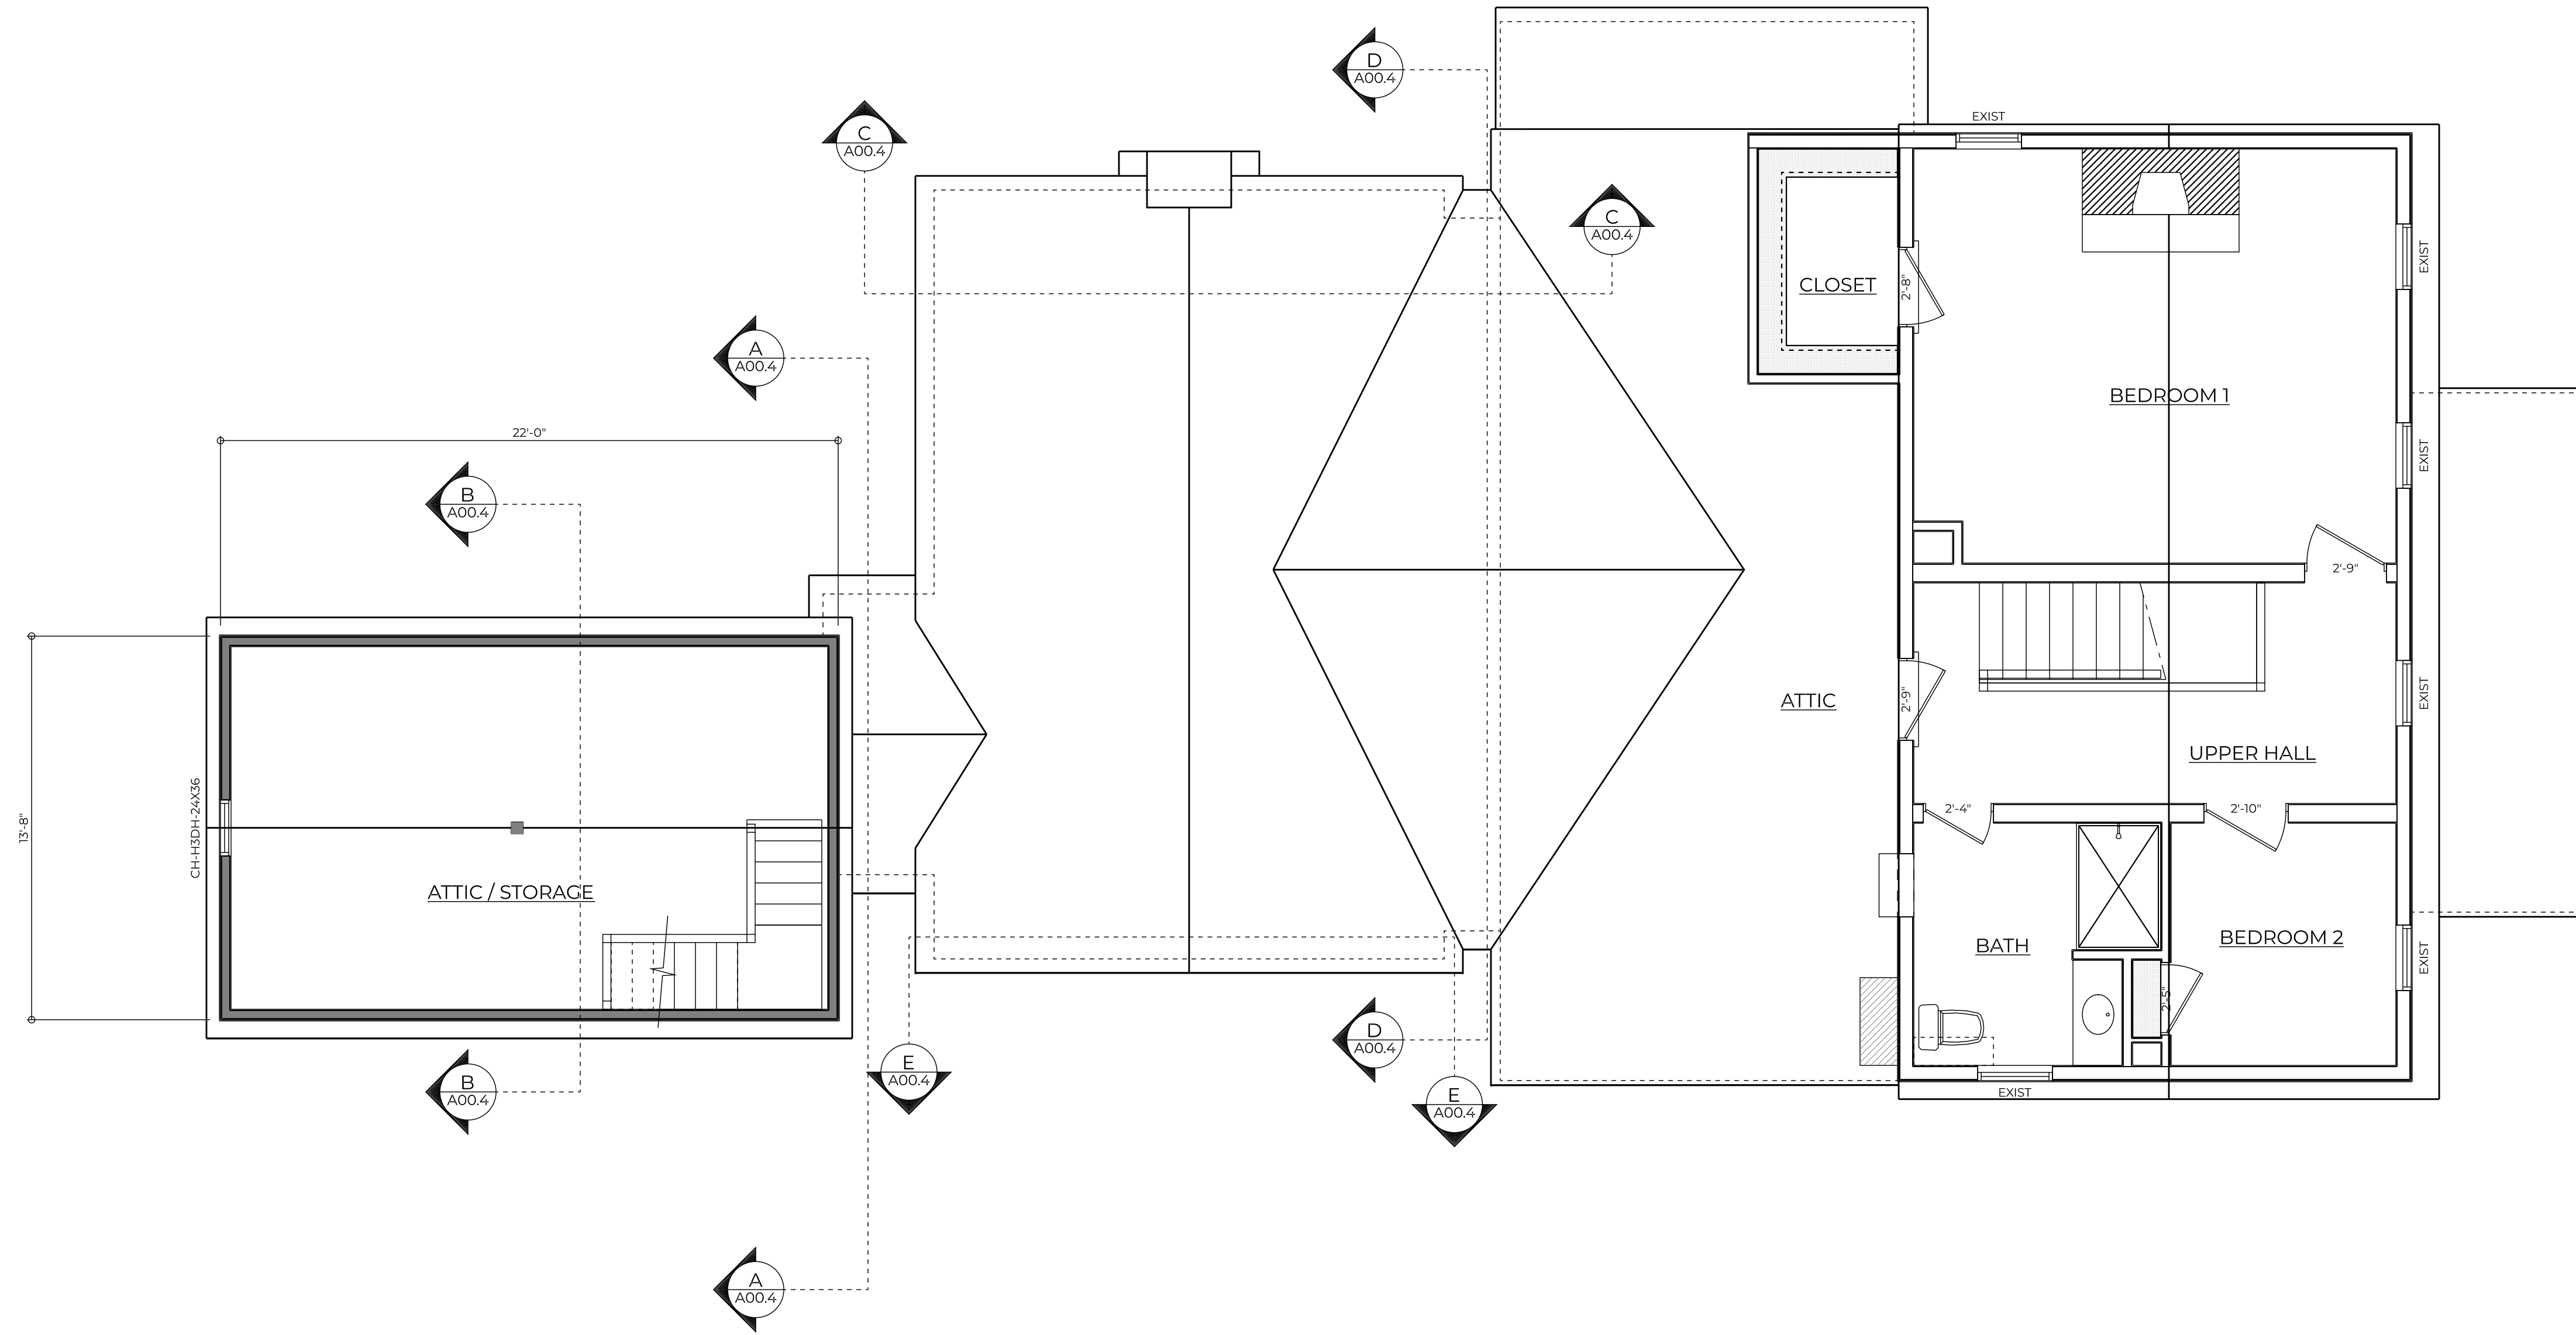 D
A00.4
EXIST
C
A00.4
C
A00.4
EXIST
CLOSET
2'-8"
A
A00.4
BEDROOM 1
22'-0"
EXIST
B
A00.4
2'-9"
ATTIC
2'-9"
EXIST
UPPER HALL
13'-8"
CH-H3DH-24X36
2'-4"
2'-10"
ATTIC / STORAGE
BATH
BEDROOM 2
EXIST
2'-5"
D
A00.4
E
A00.4
B
A00.4
E
A00.4
EXIST
A
A00.4